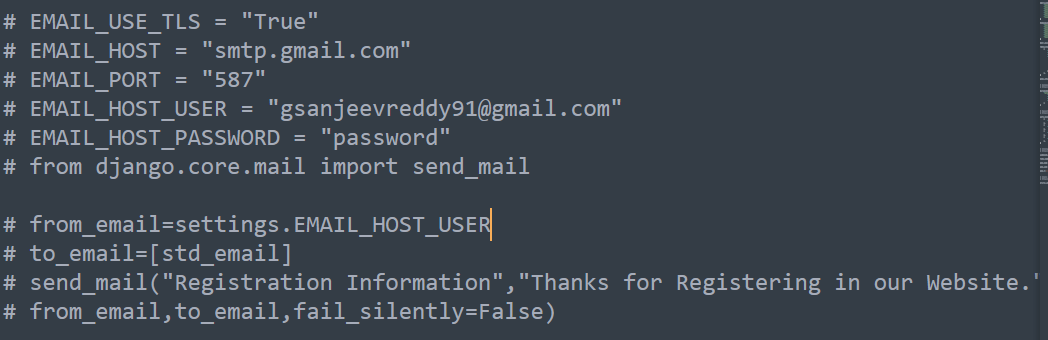 # EMAIL_USE_TLS = "True"
# EMAIL_HOST = "smtp.gmail.com"
# EMAIL_PORT = "587"
# EMAIL_HOST_USER = "gsanjeevreddy91@gmail.com"
# EMAIL_HOST_PASSWORD = "password"
# from django.core.mail import send_mail
# from_email=settings.EMAIL_HOST_USER
# to_email=[std_email]
# send_mail("Registration Information","Thanks for Registering in our Website.'
# from_email,to_email,fail_silently=False)